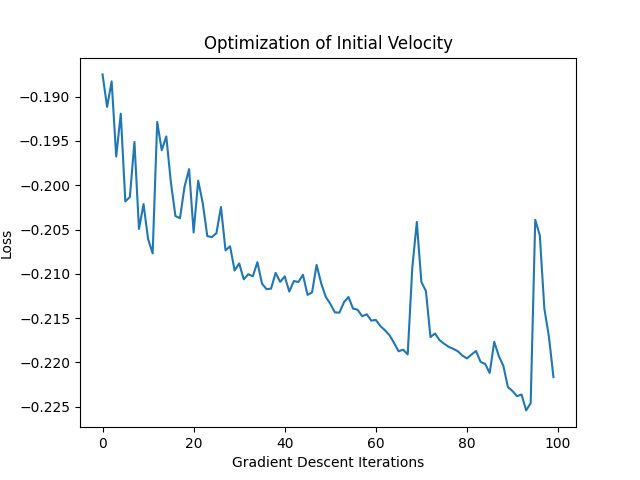 Optimization of Initial Velocity
−0.190
−0.195
−0.200
−0.205
−0.210
−0.215
−0.220
−0.225
Loss
0 20 40 60 80 100
Gradient Descent Iterations